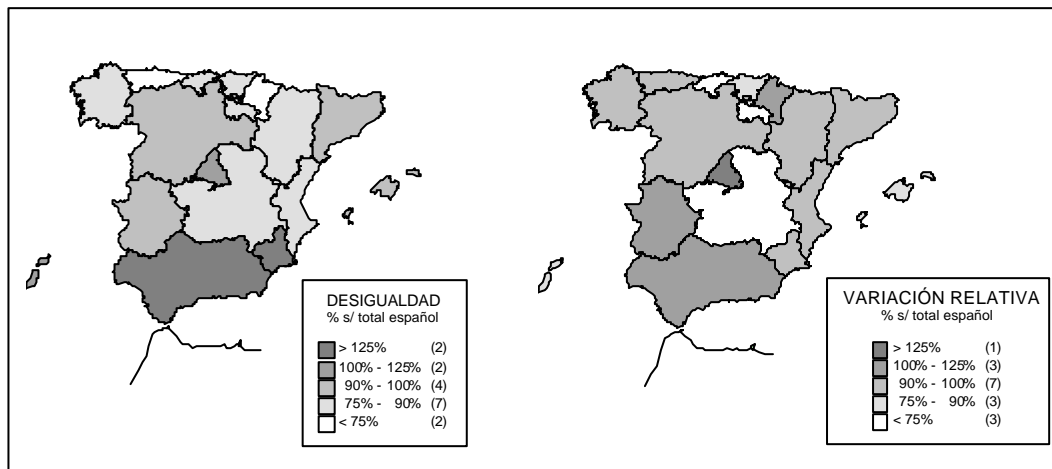 DESIGUALDAD
% s/ total español
> 125% (2)
100% - 125% (2)
90% - 100% (4)
75% - 90% (7)
< 75% (2)
VARIACIÓN RELATIVA
% s/ total español
> 125% (1)
100% - 125% (3)
90% - 100% (7)
75% - 90% (3)
< 75% (3)